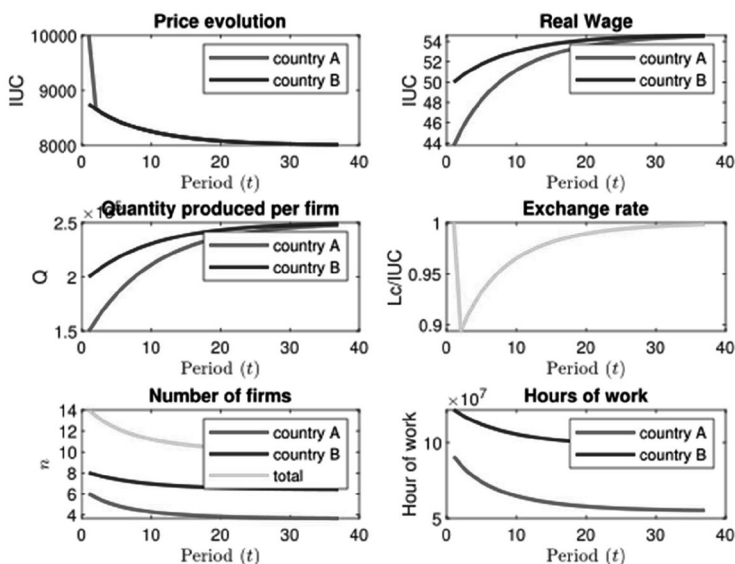 Price evolution
10000
9000
8000
IUC
0 10 20 30 40
Period (t)
country A
country B
Real Wage
54
52
50
48
46
44
IUC
0 10 20 30 40
Period (t)
country A
country B
Quantity produced per firm
2.5
2
1.5
Q
0 10 20 30 40
Period (t)
country A
country B
Exchange rate
1
0.95
0.9
Lc/IUC
0 10 20 30 40
Period (t)
Number of firms
14
12
10
8
6
4
n
0 10 20 30 40
Period (t)
country A
country B
total
Hours of work
×10⁷
10
5
Hour of work
0 10 20 30 40
Period (t)
country A
country B